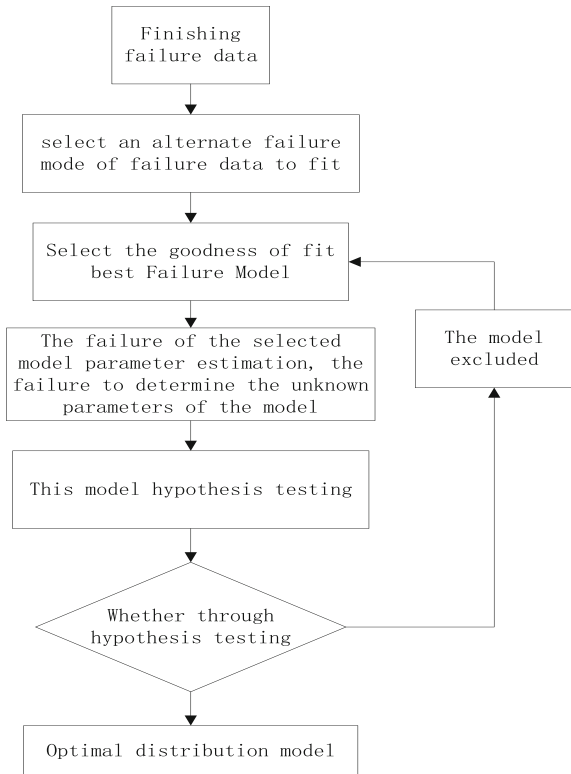 Finishing
failure data
select an alternate failure
mode of failure data to fit
Select the goodness of fit
best Failure Model
The failure of the selected
model parameter estimation, the
failure to determine the unknown
parameters of the model
The model
excluded
This model hypothesis testing
Whether through
hypothesis testing
Optimal distribution model